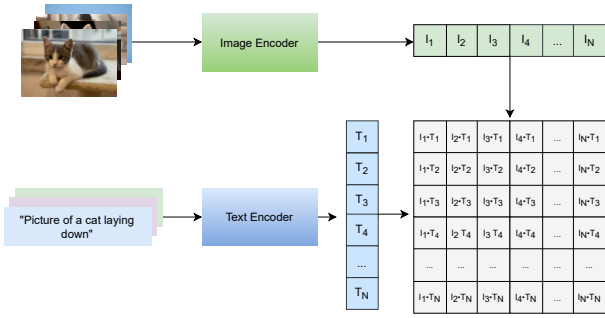 Image Encoder
I1 I2 I3 I4 ... IN
"Picture of a cat laying
down"
Text Encoder
T1
T2
T3
T4
...
TN
I1•T1 I2•T1 I3•T1 I4•T1 ... IN•T1
I1•T2 I2•T2 I3•T2 I4•T2 ... IN•T2
I1•T3 I2•T3 I3•T3 I4•T3 ... IN•T3
I1•T4 I2 T4 I3 T4 I4•T4 ... IN•T4
... ... ... ... ... ...
I1•TN I2•TN I3•TN I4•TN ... IN•TN